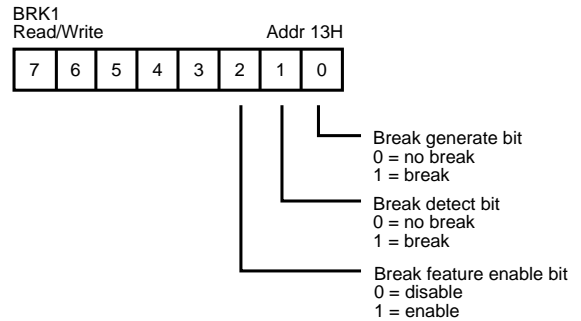 BRK1
Read/Write Addr 13H
7 6 5 4 3 2 1 0
Break generate bit
0 = no break
1 = break
Break detect bit
0 = no break
1 = break
Break feature enable bit
0 = disable
1 = enable